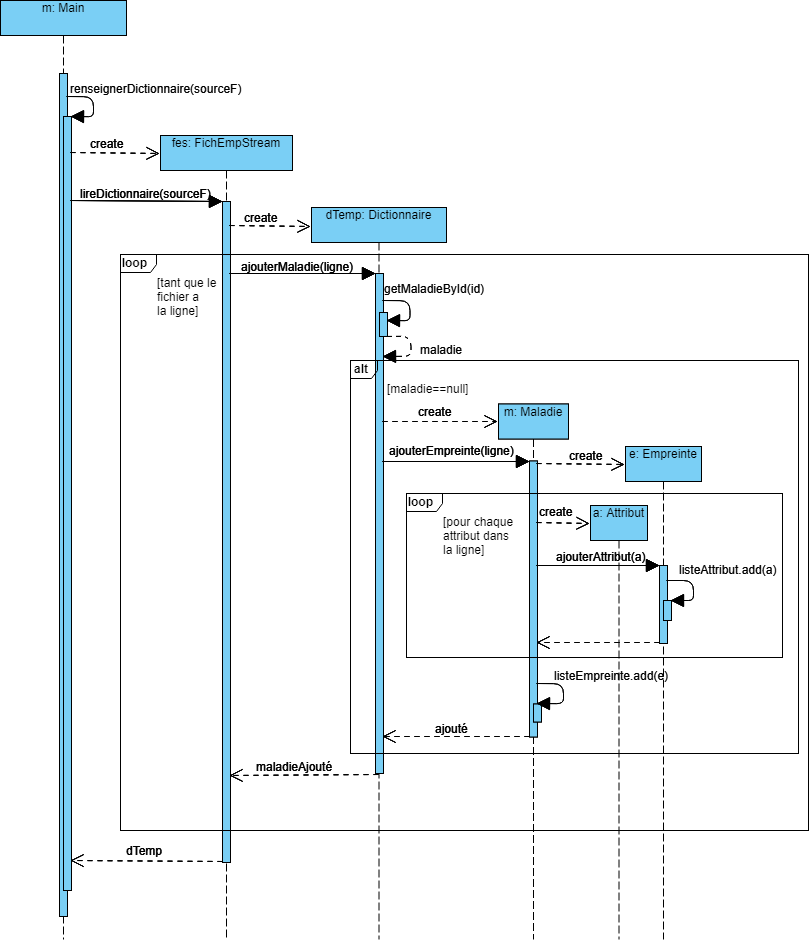 m: Main
renseignerDictionnaire(sourceF)
create
fes: FichEmpStream
lireDictionnaire(sourceF)
create
dTemp: Dictionnaire
loop
[tant que le
fichier a
la ligne]
ajouterMaladie(ligne)
getMaladieById(id)
maladie
alt
[maladie==null]
create
m: Maladie
ajouterEmpreinte(ligne)
create
e: Empreinte
loop
[pour chaque
attribut dans
la ligne]
create
a: Attribut
ajouterAttribut(a)
listeAttribut.add(a)
listeEmpreinte.add(e)
ajouté
maladieAjouté
dTemp